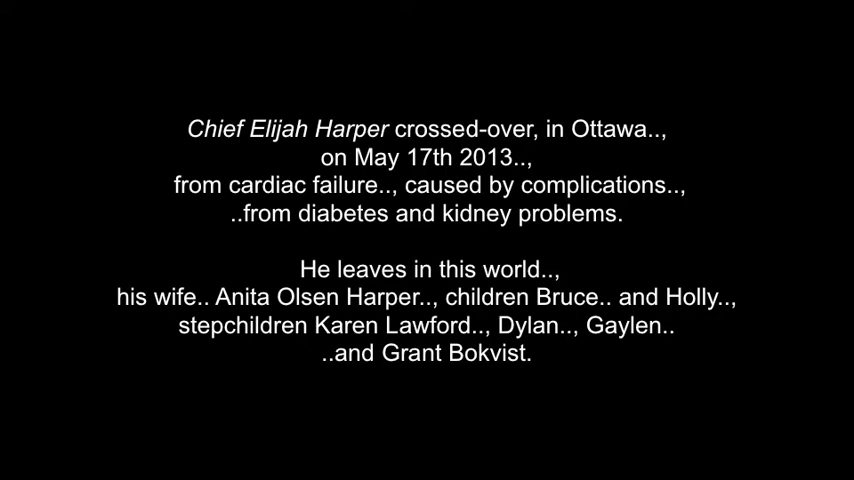 Chief Elijah Harper crossed-over, in Ottawa..,
on May 17th 2013..,
from cardiac failure.., caused by complications..,
..from diabetes and kidney problems.
He leaves in this world..,
his wife.. Anita Olsen Harper.., children Bruce.. and Holly..,
stepchildren Karen Lawford.., Dylan.., Gaylen..
..and Grant Bokvist.